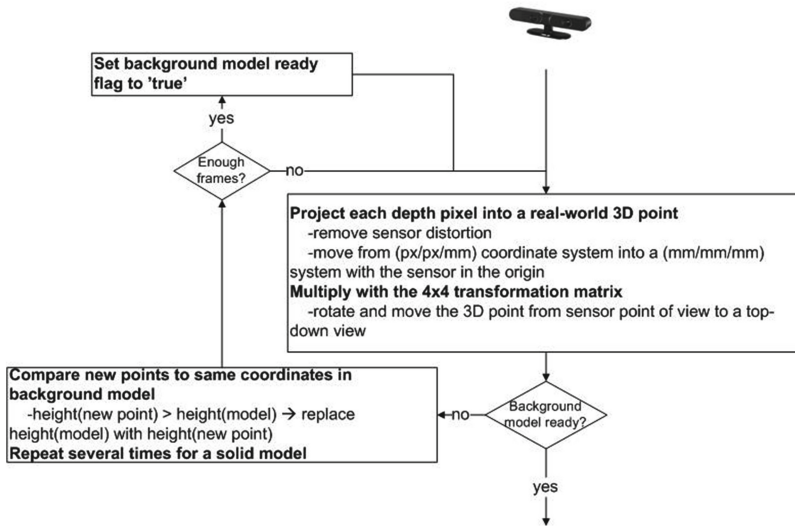 Set background model ready
flag to 'true'
yes
Enough
frames?
no
Project each depth pixel into a real-world 3D point
-remove sensor distortion
-move from (px/px/mm) coordinate system into a (mm/mm/mm)
system with the sensor in the origin
Multiply with the 4x4 transformation matrix
-rotate and move the 3D point from sensor point of view to a top-
down view
Compare new points to same coordinates in
background model
-height(new point) > height(model) → replace
height(model) with height(new point)
Repeat several times for a solid model
no
Background
model ready?
yes